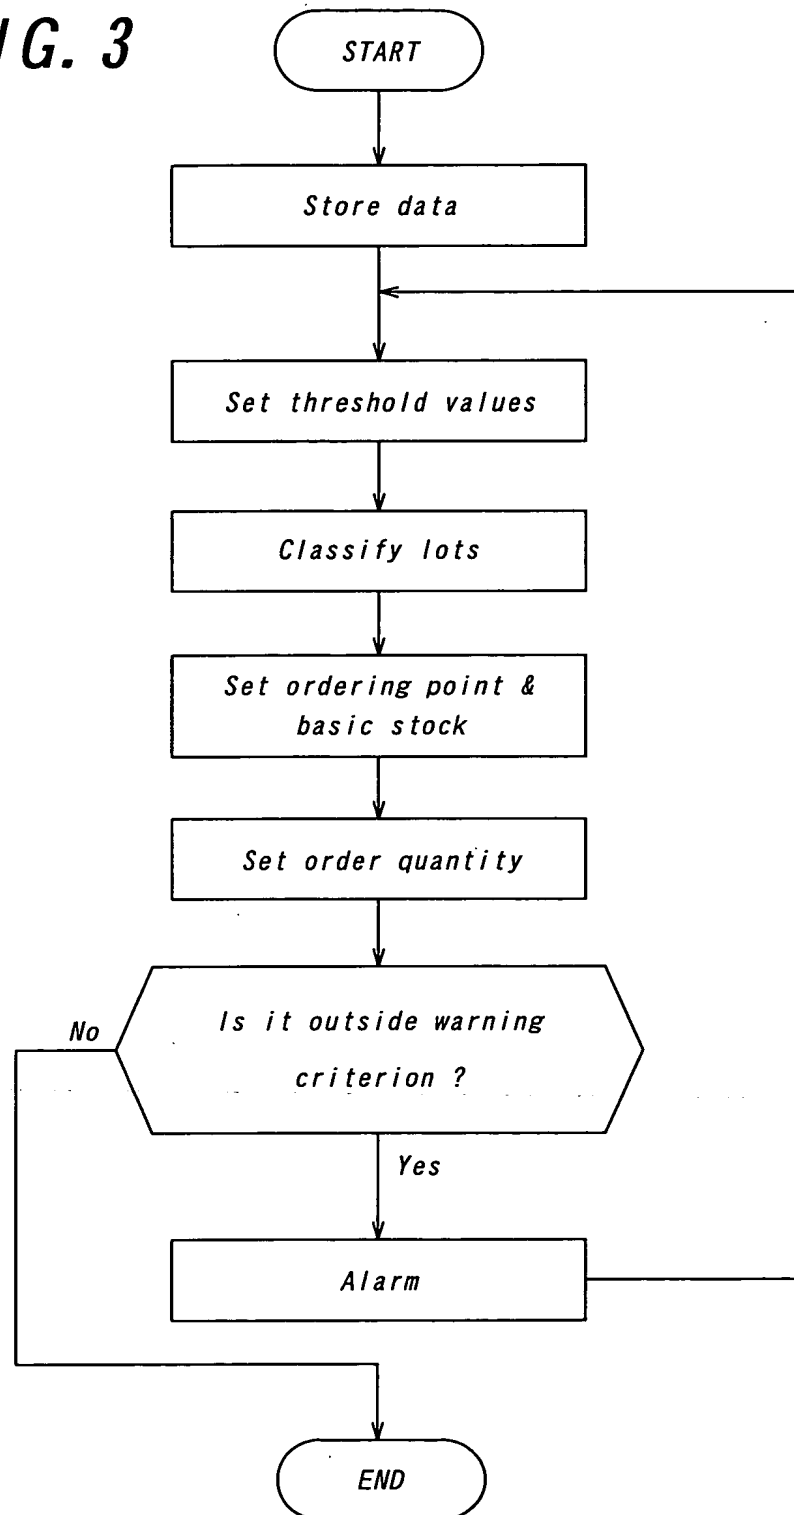 G. 3
START
Store data
Set threshold values
Classify lots
Set ordering point &
basic stock
Set order quantity
Is it outside warning
criterion ?
No
Yes
Alarm
END